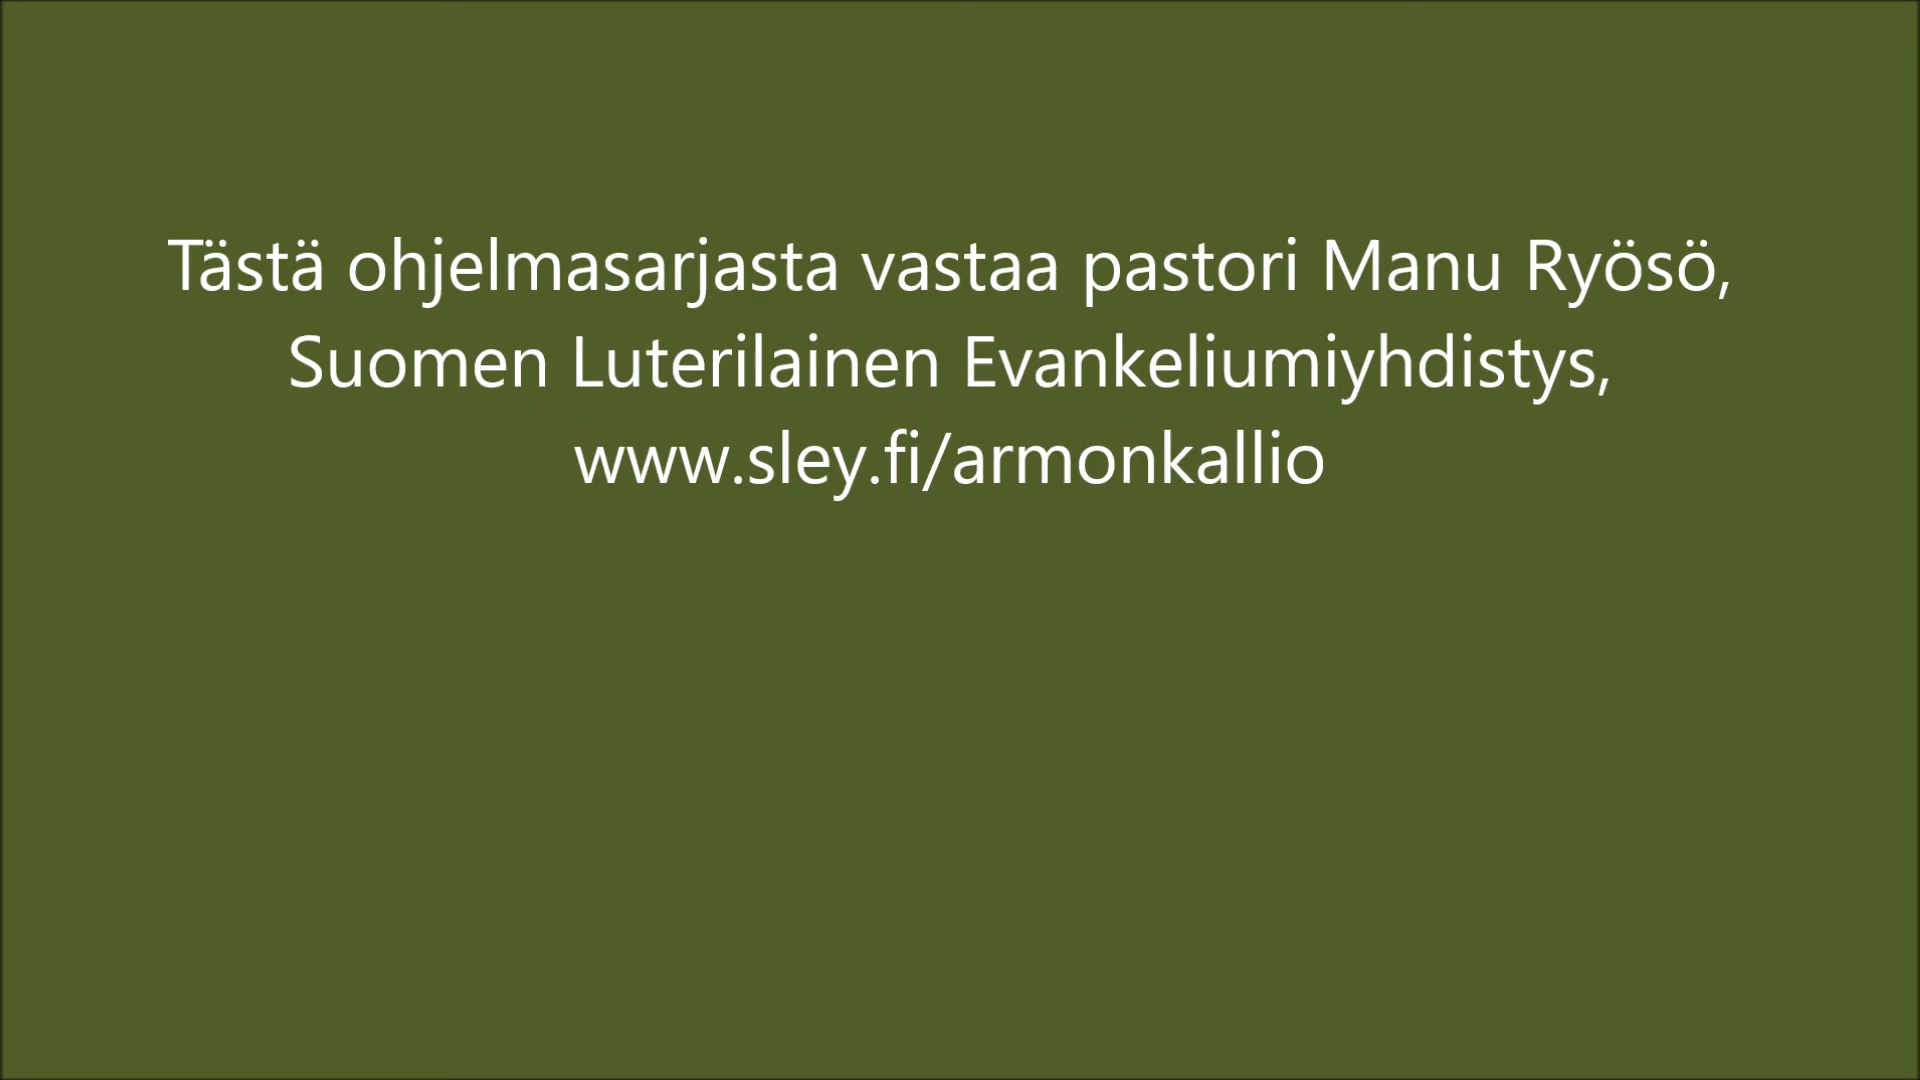 Tästä ohjelmasarjasta vastaa pastori Manu Ryösö,
Suomen Luterilainen Evankeliumiyhdistys,
www.sley.fi/armonkallio